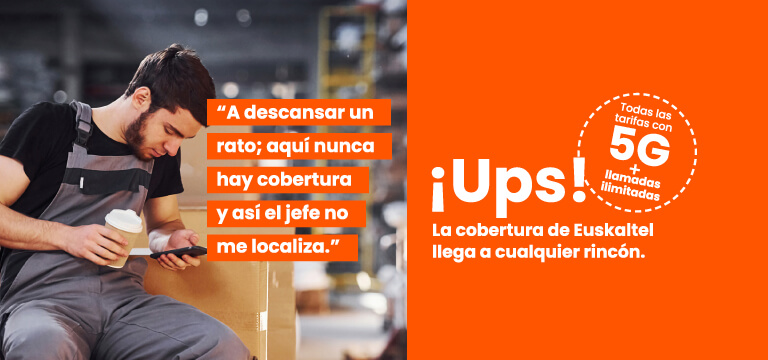 “A descansar un
rato; aquí nunca
hay cobertura
y así el jefe no
me localiza.”
Todas las
tarifas con
5G
+
llamadas
ilimitadas
¡Ups!
La cobertura de Euskaltel
llega a cualquier rincón.